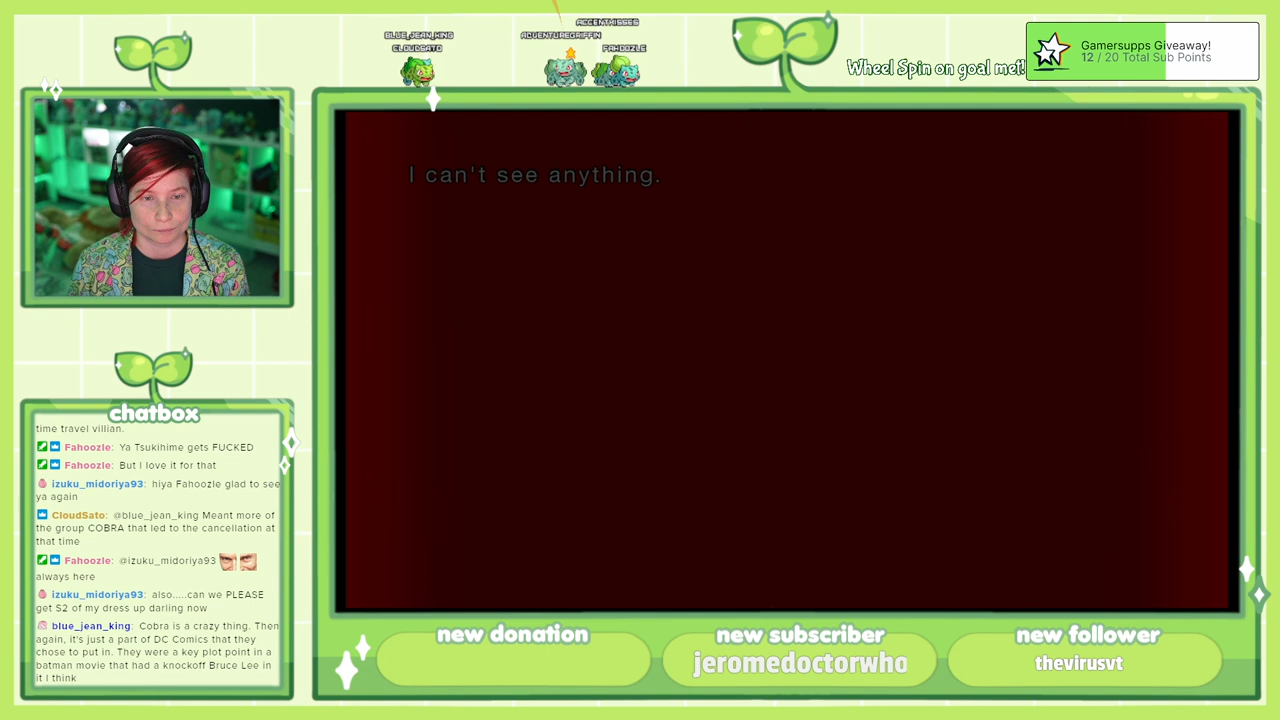 ACCENTMISSES
BLUE_JEAN_KING
ADVENTUREGRIFFIN
CLOUDSATO
FAHOOZLE
Wheel Spin on goal met!
Gamersupps Giveaway!
12 / 20 Total Sub Points
I can't see anything.
chatbox
time travel villian.
Fahoozle: Ya Tsukihime gets FUCKED
Fahoozle: But I love it for that
izuku_midoriya93: hiya Fahoozle glad to see
ya again
CloudSato: @blue_jean_king Meant more of
the group COBRA that led to the cancellation at
that time
Fahoozle: @izuku_midoriya93
always here
izuku_midoriya93: also.....can we PLEASE
get S2 of my dress up darling now
blue_jean_king: Cobra is a crazy thing. Then
again, it's just a part of DC Comics that they
chose to put in. They were a key plot point in a
batman movie that had a knockoff Bruce Lee in
it I think
new donation
new subscriber
new follower
jeromedoctorwho
thevirusvt